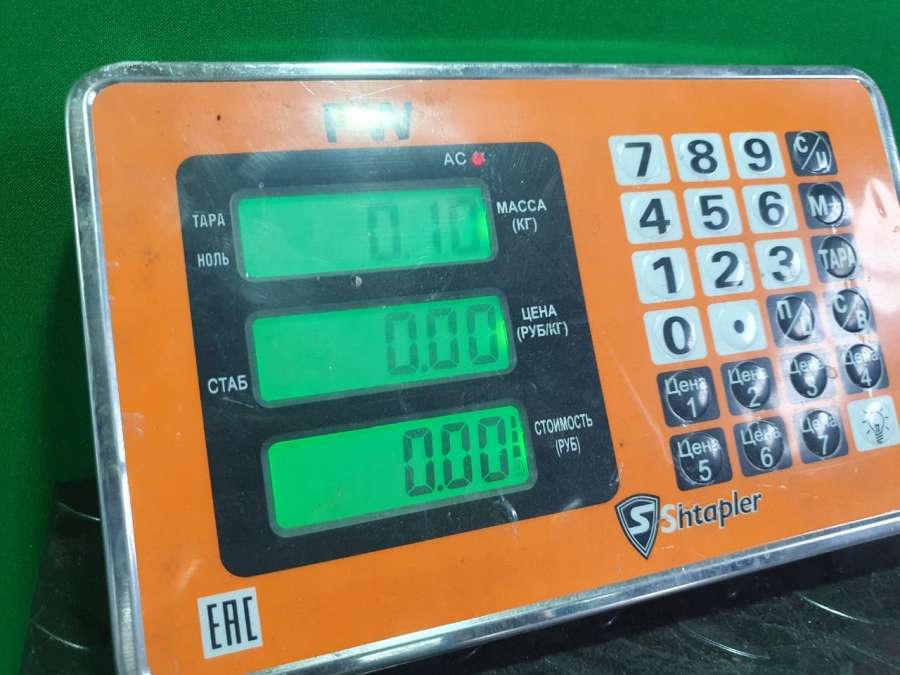 PW
AC
ТАРА
НОЛЬ
0.10
МАССА
(КГ)
СТАБ
0.00
ЦЕНА
(РУБ/КГ)
0.00
СТОИМОСТЬ
(РУБ)
7 8 9 С/Ц
4 5 6 М+
1 2 3 ТАРА
0 . П/Ц С/В
Цена 1 Цена 2 Цена 3 Цена 4
Цена 5 Цена 6 Цена 7
S Shtapler
EAC